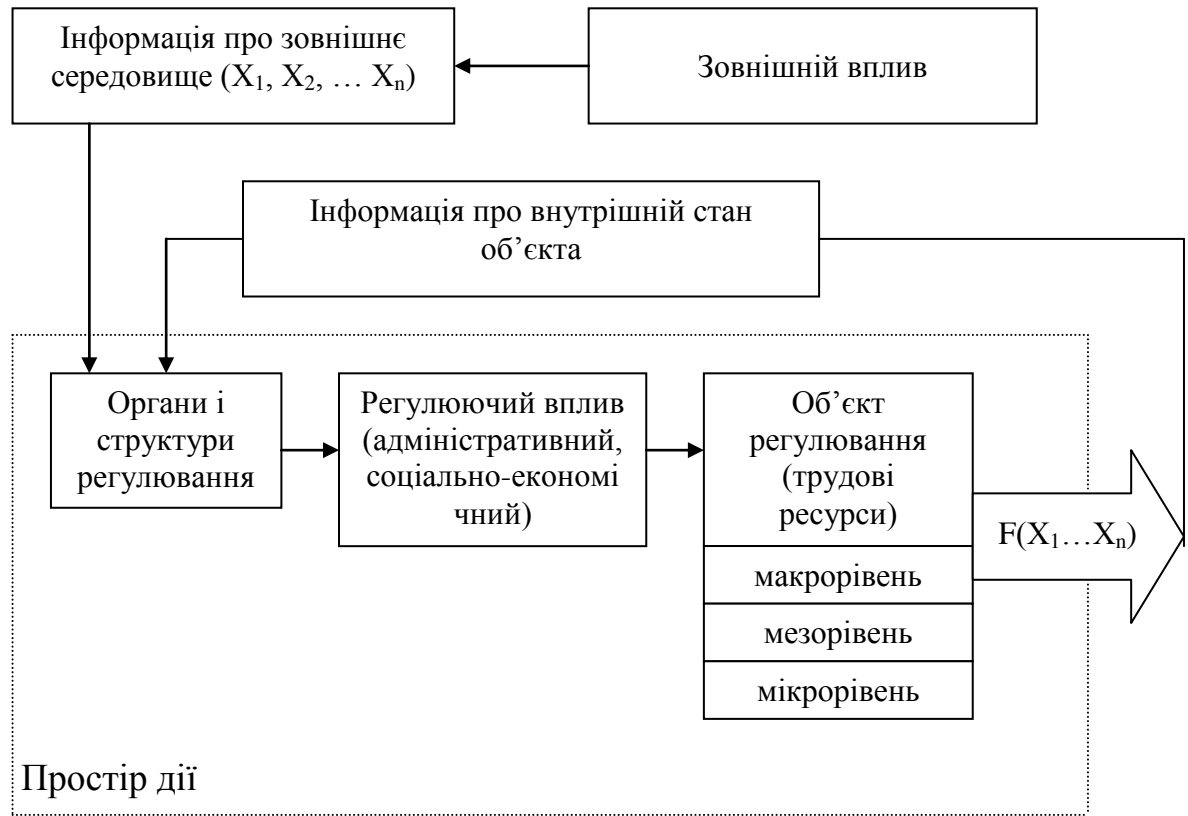 Інформація про зовнішнє
середовище (X₁, X₂, … Xₙ)
Зовнішній вплив
Інформація про внутрішній стан
об’єкта
Органи і
структури
регулювання
Регулюючий вплив
(адміністративний,
соціально-економі
чний)
Об’єкт
регулювання
(трудові
ресурси)
макрорівень
мезорівень
мікрорівень
F(X₁…Xₙ)
Простір дії